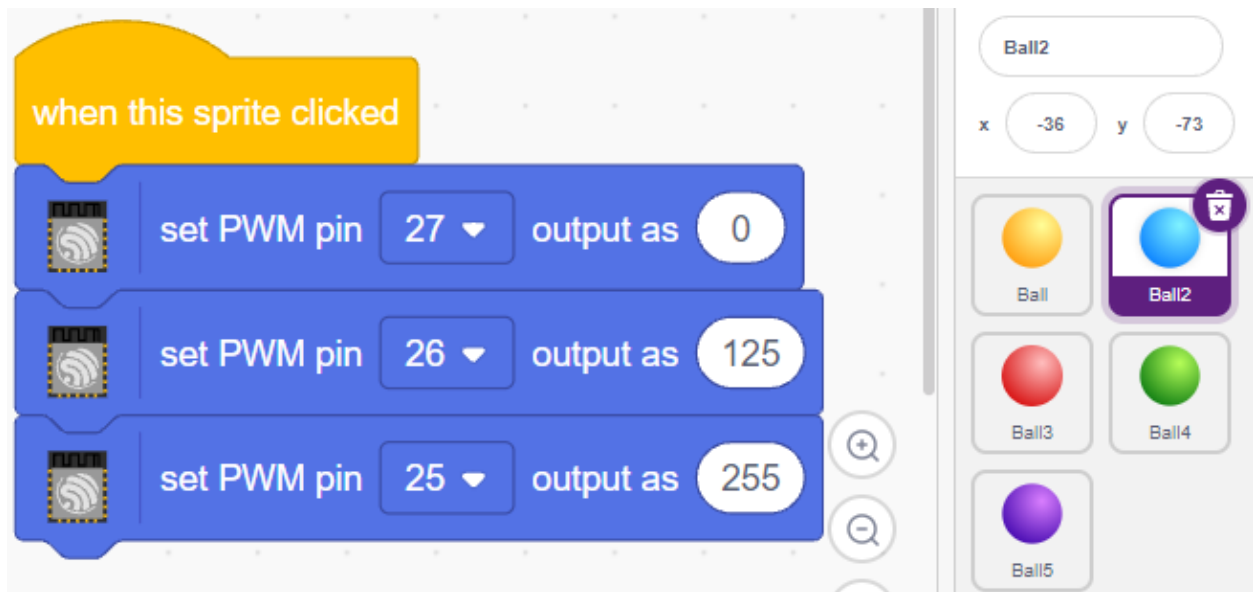 when this sprite clicked
set PWM pin 27 output as 0
set PWM pin 26 output as 125
set PWM pin 25 output as 255
Ball2
x -36 y -73
Ball Ball2
Ball3 Ball4
Ball5